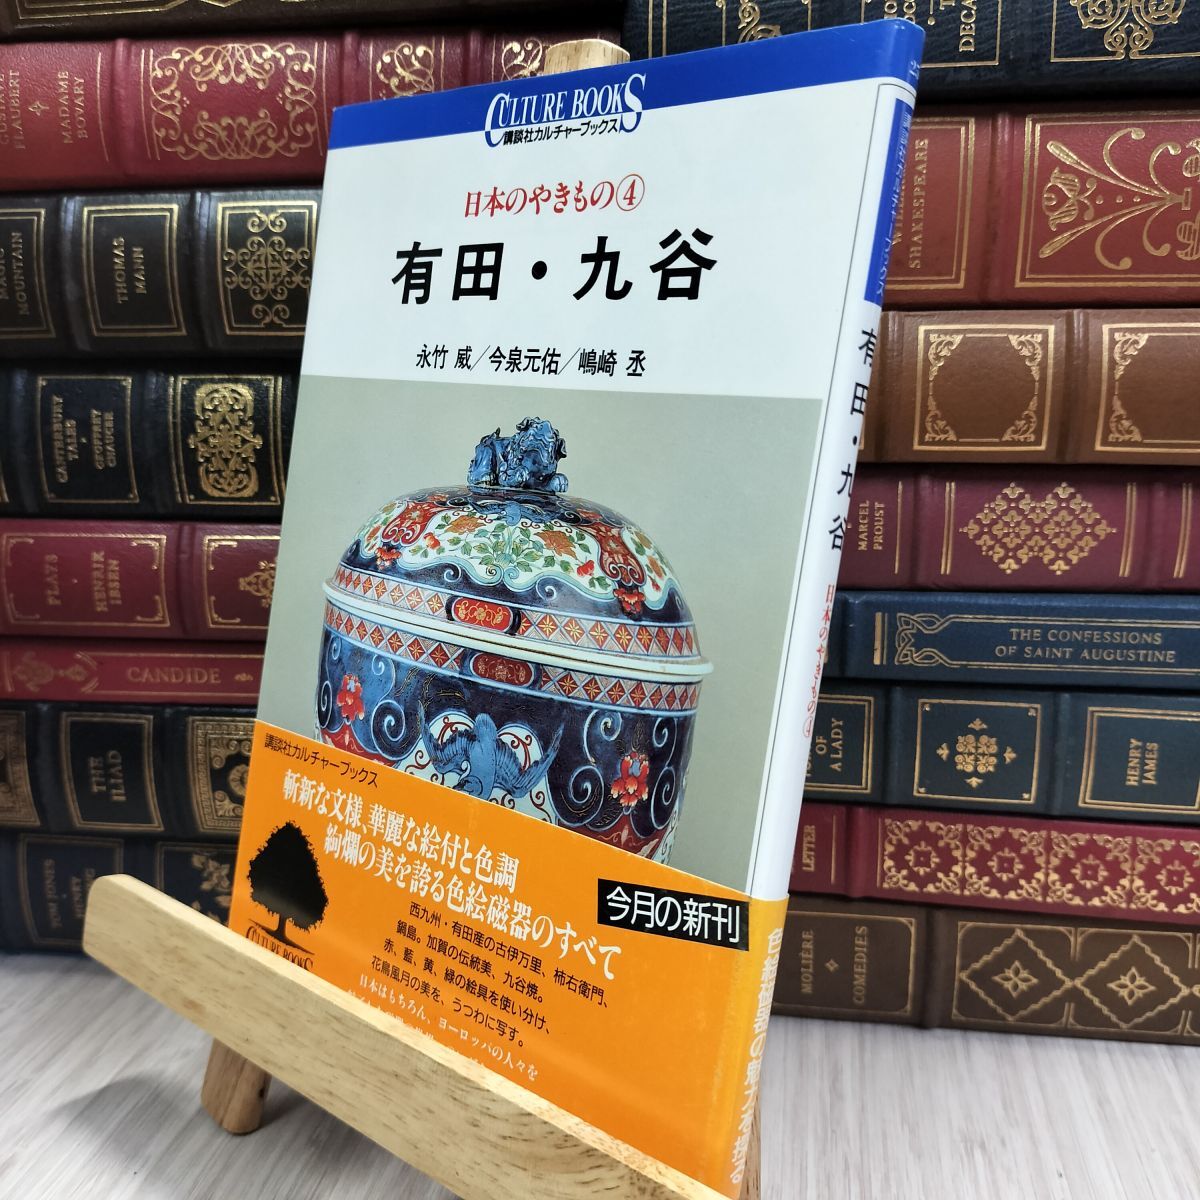 CULTURE BOOKS
講談社カルチャーブックス
日本のやきもの④
有田・九谷
永竹 威／今泉元佑／嶋崎 丞
講談社カルチャーブックス
斬新な文様、華麗な絵付と色調
絢爛の美を誇る色絵磁器のすべて
今月の新刊
西九州・有田産の古伊万里、柿右衛門、
鍋島。加賀の伝統美、九谷焼。
赤、藍、黄、緑の絵具を使い分け、
花鳥風月の美を、うつわに写す。
日本はもちろん、ヨーロッパの人々を
CULTURE BOOKS
有田・九谷
日本のやきもの④
FLAUBERT
MADAME
BOVARY
MAGIC
MOUNTAIN
THOMAS
MANN
CANTERBURY
TALES
GEOFFREY
CHAUCER
PLAYS
HENRIK
IBSEN
CANDIDE
THE
ILIAD
TOM JONES
HENRY
SHAKESPEARE
MARCEL
PROUST
THE CONFESSIONS
OF SAINT AUGUSTINE
OF
A LADY
HENRY
JAMES
LETTER
MOLIÈRE
COMEDIES